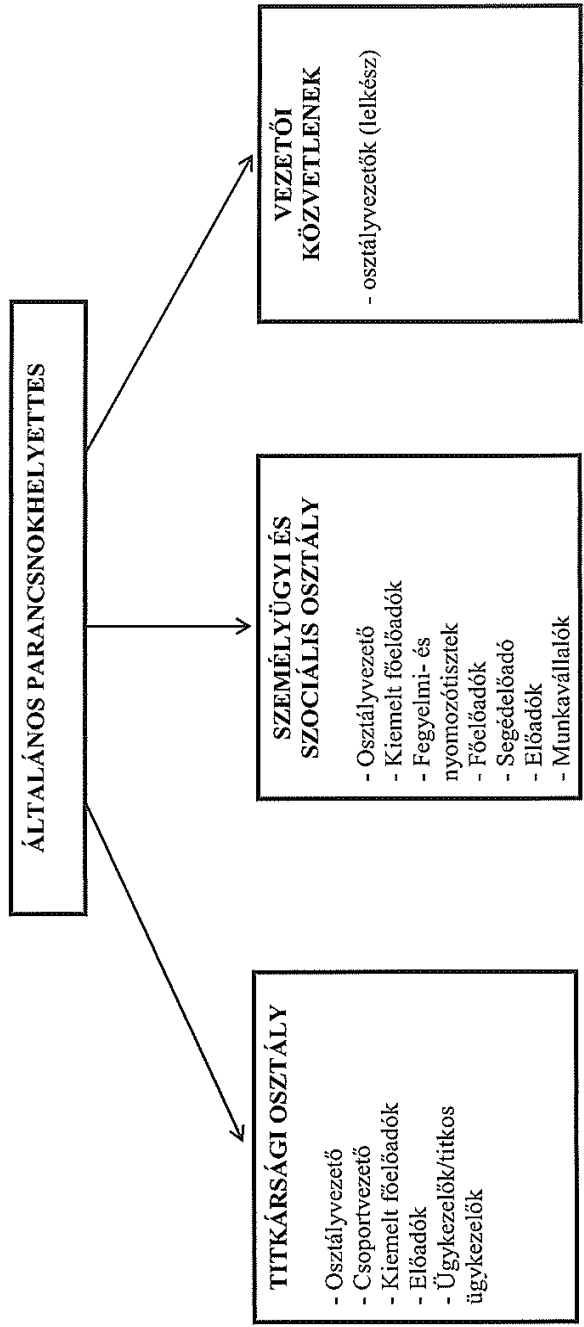 ÁLTALÁNOS PARANCSNOKHELYETTES
TITKÁRSÁGI OSZTÁLY
- Osztályvezető
- Csoportvezető
- Kiemelt főelőadók
- Előadók
- Ügykezelők/titkos
ügykezelők
SZEMÉLYÜGYI ÉS
SZOCIÁLIS OSZTÁLY
- Osztályvezető
- Kiemelt főelőadók
- Fegyelmi- és
nyomozótisztek
- Főelőadók
- Segédelőadó
- Előadók
- Munkavállalók
VEZETŐI
KÖZVETLENEK
- osztályvezetők (lelkész)